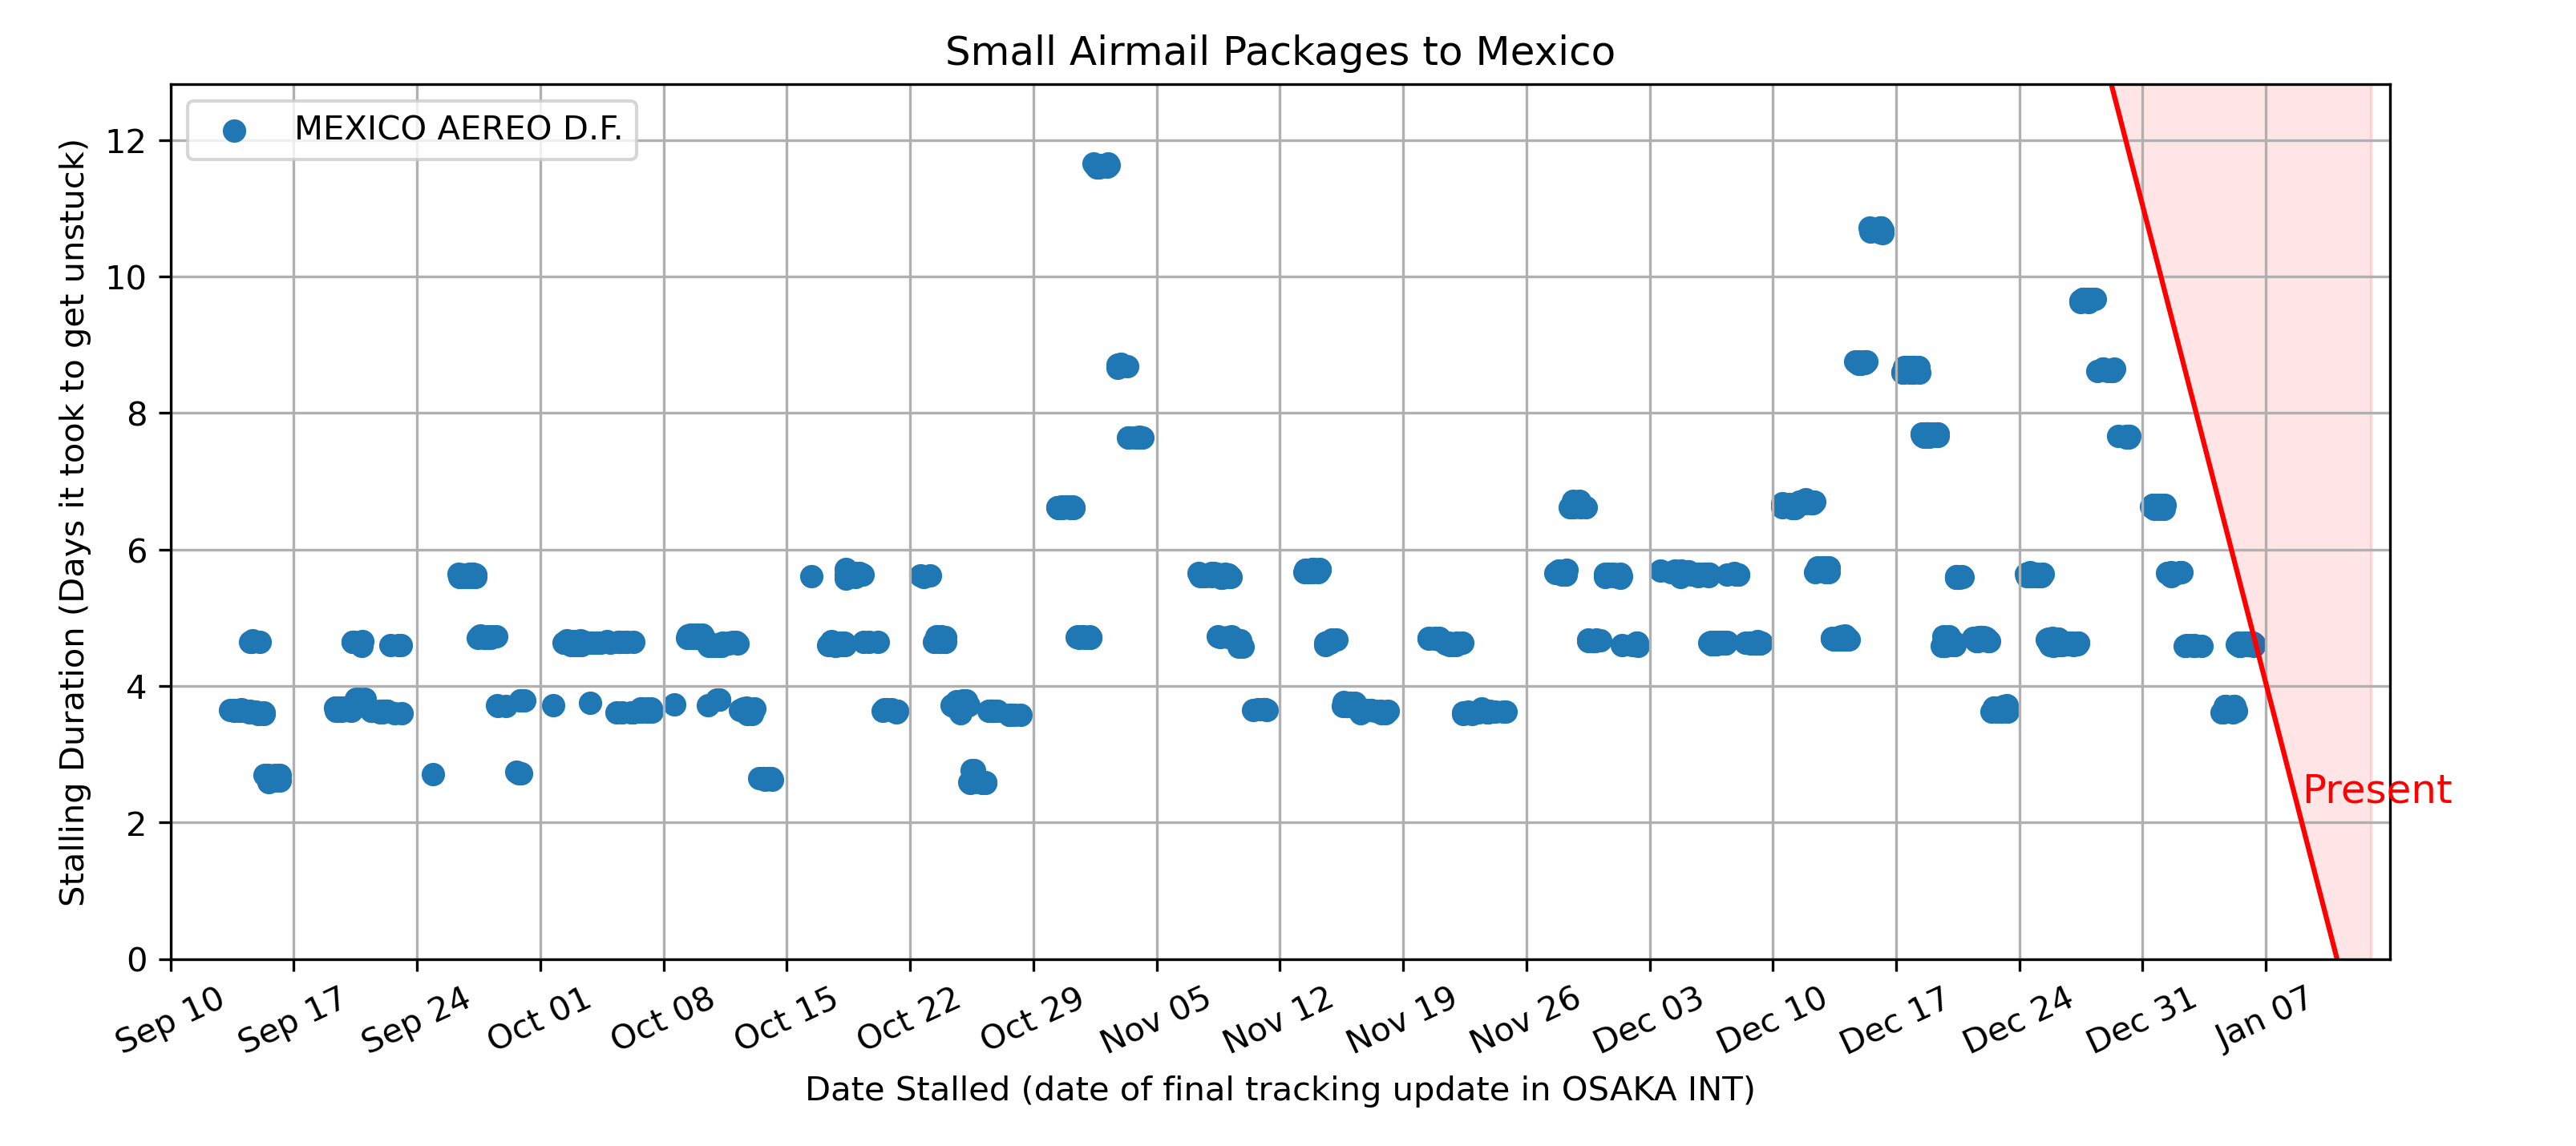 Small Airmail Packages to Mexico
MEXICO AEREO D.F.
Stalling Duration (Days it took to get unstuck)
12
10
8
6
4
2
0
Present
Sep 10
Sep 17
Sep 24
Oct 01
Oct 08
Oct 15
Oct 22
Oct 29
Nov 05
Nov 12
Nov 19
Nov 26
Dec 03
Dec 10
Dec 17
Dec 24
Dec 31
Jan 07
Date Stalled (date of final tracking update in OSAKA INT)